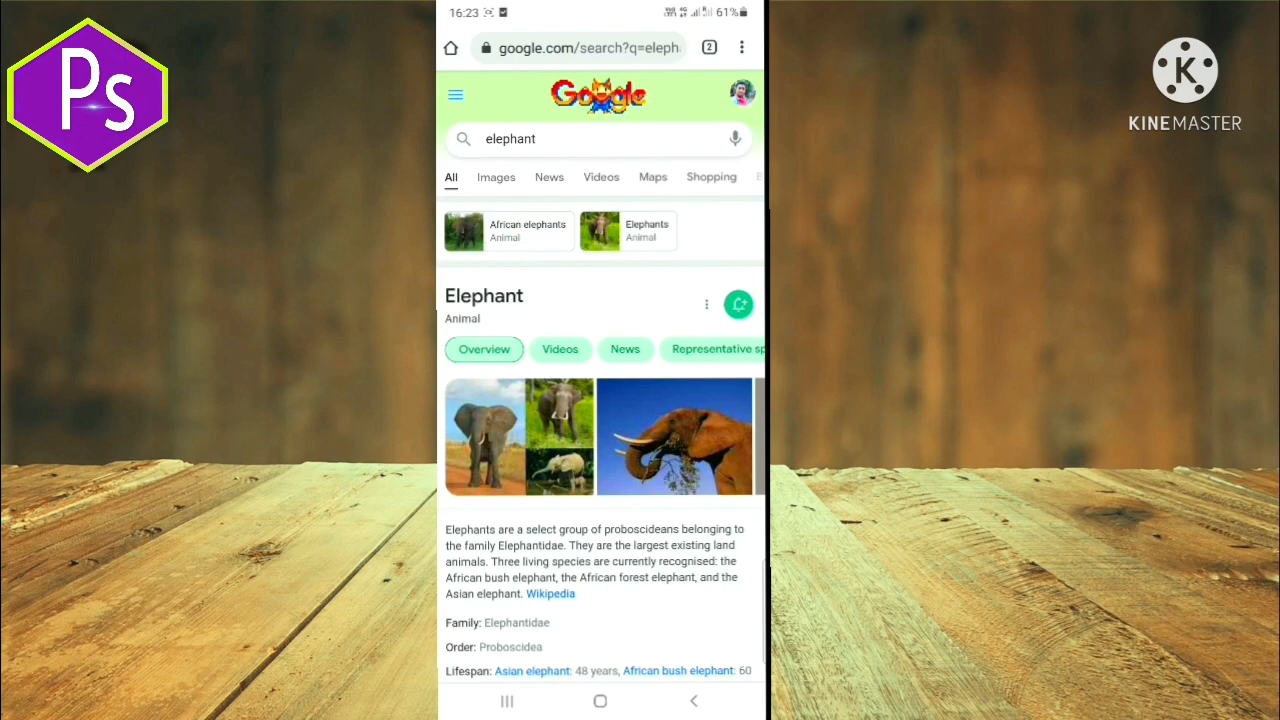 Ps
K
KINEMASTER
16:23
61%
google.com/search?q=eleph
2
Google
elephant
All Images News Videos Maps Shopping
African elephants
Animal
Elephants
Animal
Elephant
Animal
Overview Videos News Representative sp
Elephants are a select group of proboscideans belonging to
the family Elephantidae. They are the largest existing land
animals. Three living species are currently recognised: the
African bush elephant, the African forest elephant, and the
Asian elephant. Wikipedia
Family: Elephantidae
Order: Proboscidea
Lifespan: Asian elephant: 48 years, African bush elephant: 60